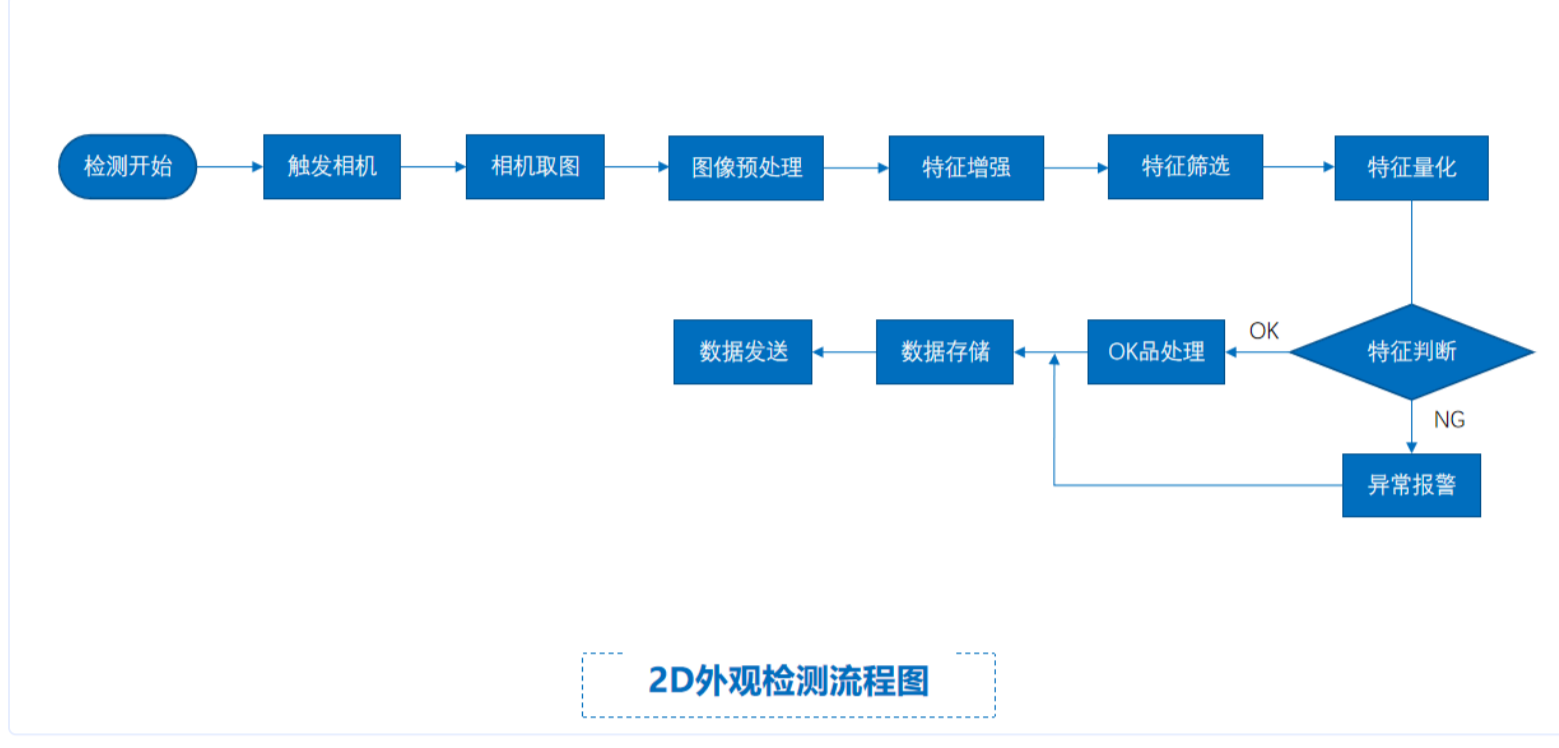 检测开始
触发相机
相机取图
图像预处理
特征增强
特征筛选
特征量化
数据发送
数据存储
OK品处理
OK
特征判断
NG
异常报警
2D外观检测流程图